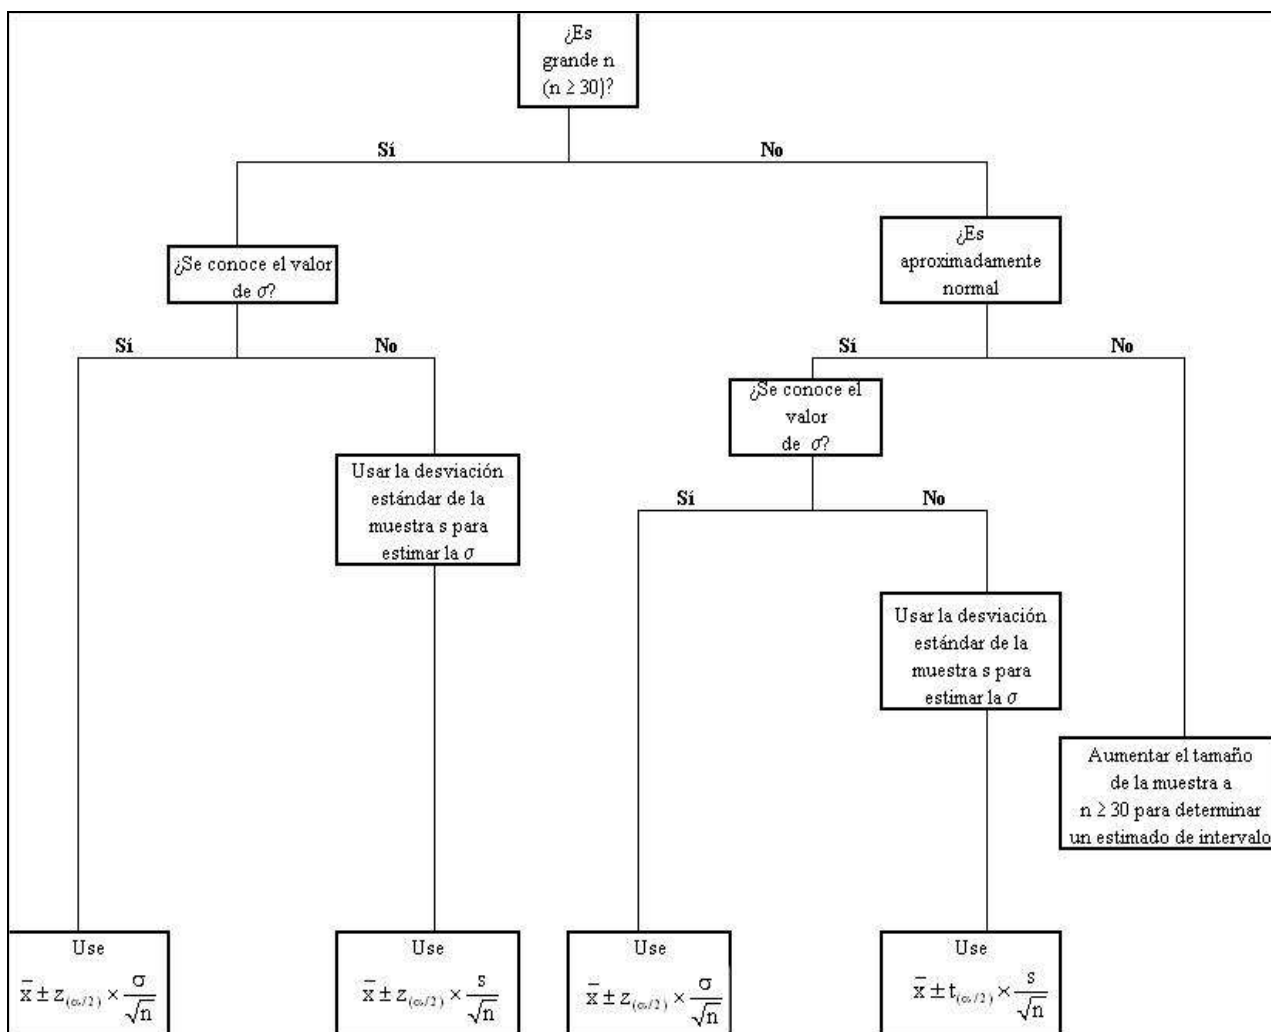 ¿Es
grande n
(n ≥ 30)?
Sí
No
¿Se conoce el valor
de σ?
¿Es
aproximadamente
normal
Sí
No
Sí
No
¿Se conoce el
valor
de σ?
Usar la desviación
estándar de la
muestra s para
estimar la σ
Sí
No
Usar la desviación
estándar de la
muestra s para
estimar la σ
Aumentar el tamaño
de la muestra a
n ≥ 30 para determinar
un estimado de intervalo
Use
x̄ ± z(α/2) × σ/√n
Use
x̄ ± z(α/2) × s/√n
Use
x̄ ± z(α/2) × σ/√n
Use
x̄ ± t(α/2) × s/√n